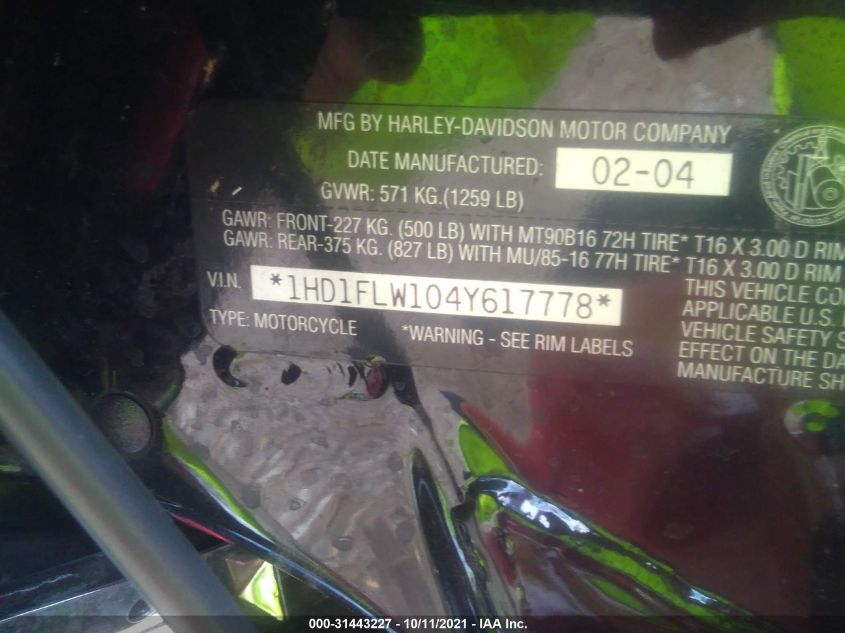 MFG BY HARLEY-DAVIDSON MOTOR COMPANY
DATE MANUFACTURED: 02-04
GVWR: 571 KG.(1259 LB)
GAWR: FRONT-227 KG. (500 LB) WITH MT90B16 72H TIRE* T16 X 3.00 D RIM
GAWR: REAR-375 KG. (827 LB) WITH MU/85-16 77H TIRE* T16 X 3.00 D RIM
V.I.N. *1HD1FLW104Y617778*
TYPE: MOTORCYCLE *WARNING - SEE RIM LABELS
THIS VEHICLE CO
APPLICABLE U.S.
VEHICLE SAFETY S
EFFECT ON THE DA
MANUFACTURE SH
000-31443227 - 10/11/2021 - IAA Inc.